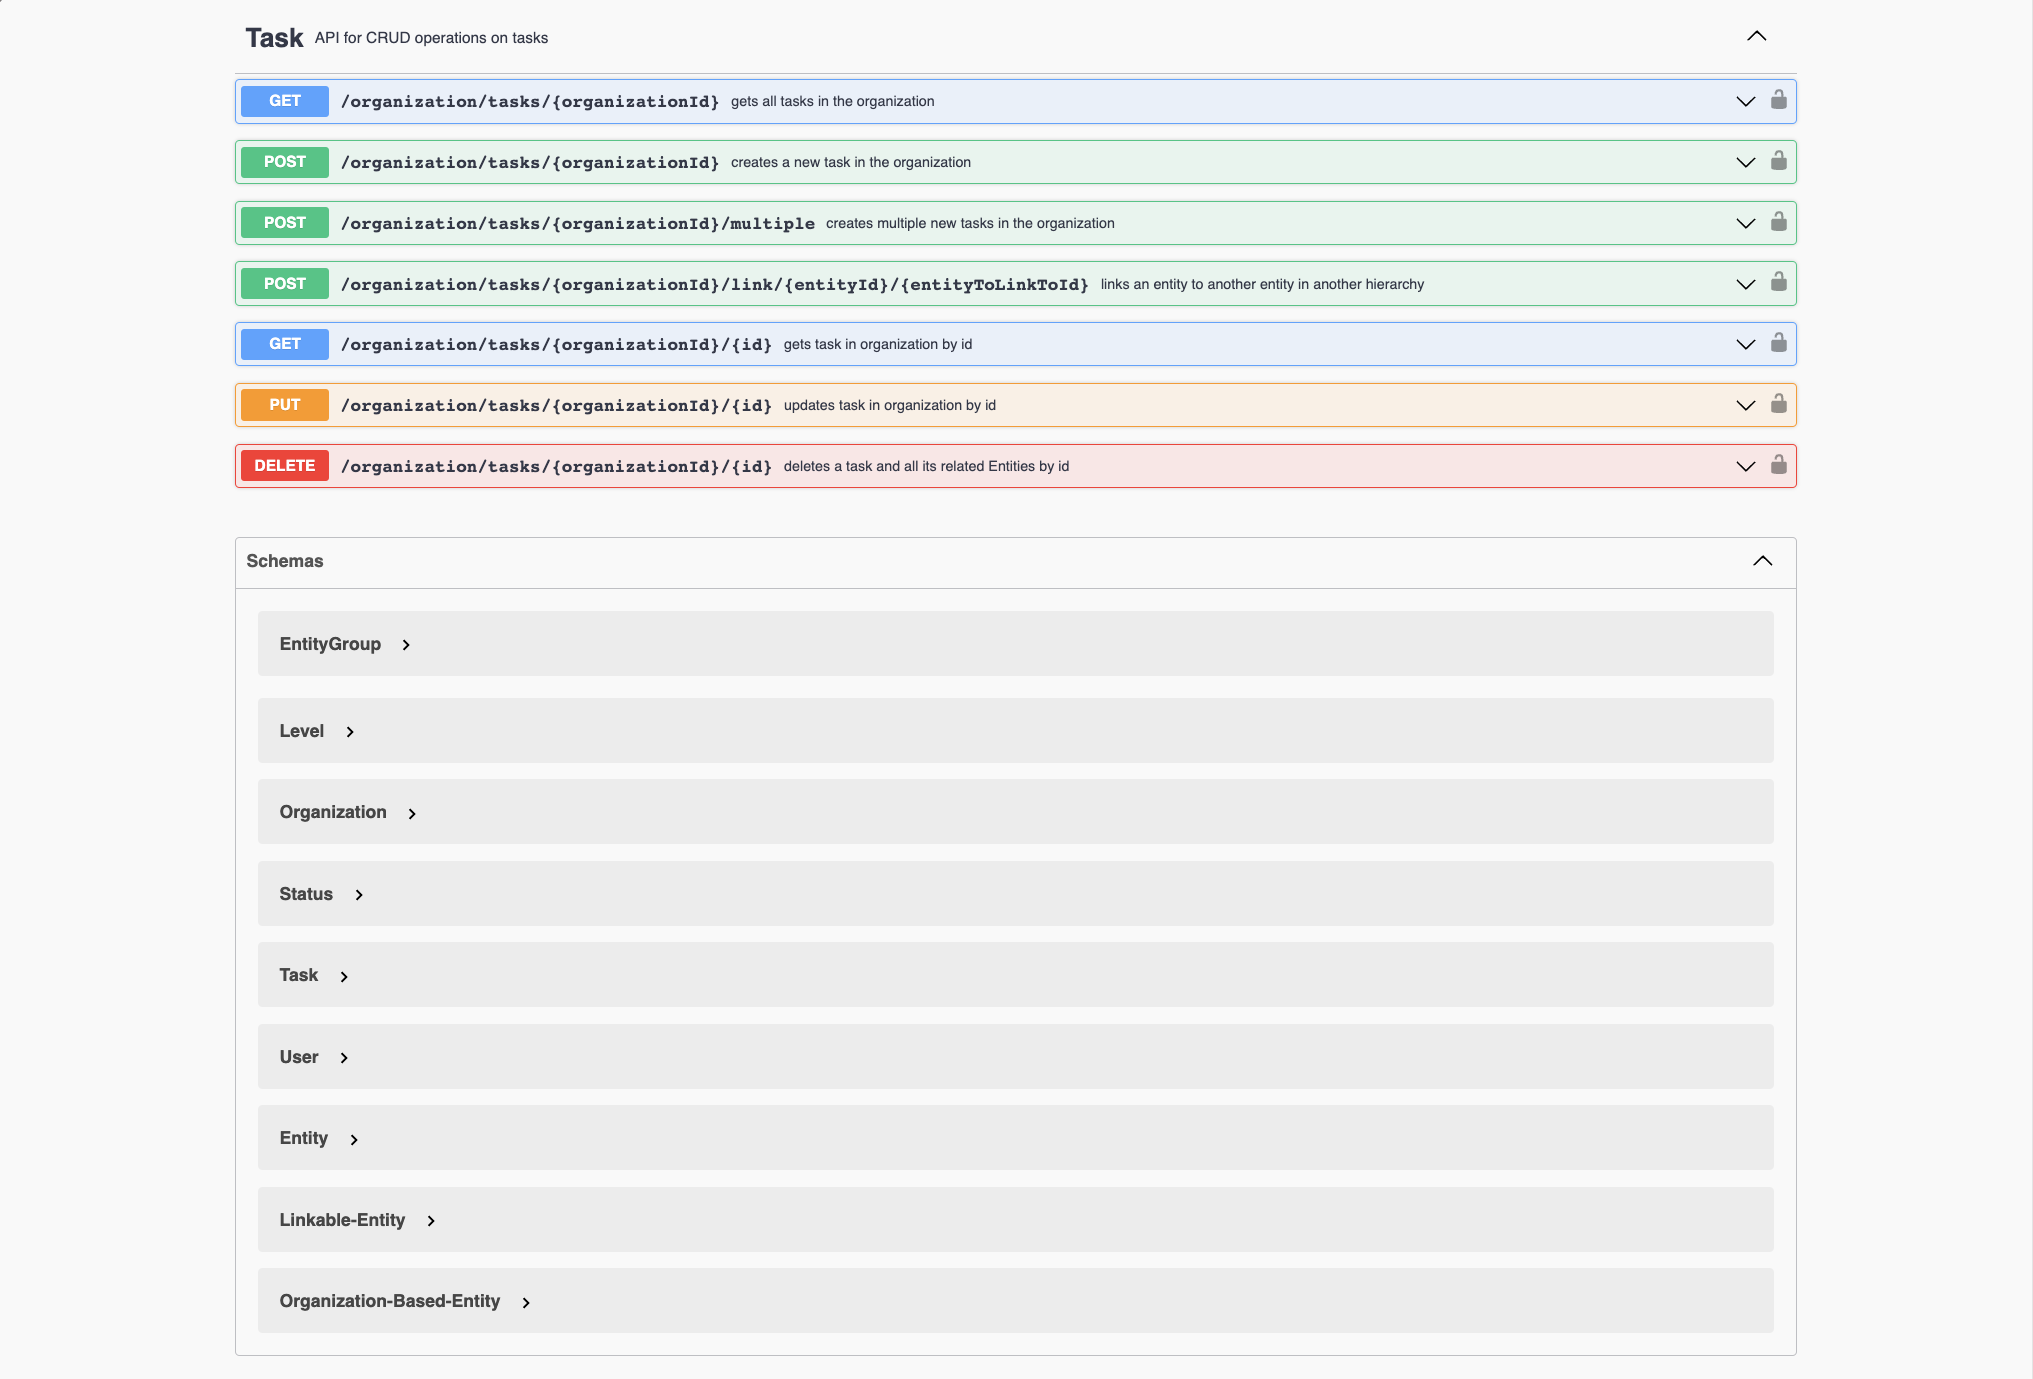 Task API for CRUD operations on tasks
GET /organization/tasks/{organizationId} gets all tasks in the organization
POST /organization/tasks/{organizationId} creates a new task in the organization
POST /organization/tasks/{organizationId}/multiple creates multiple new tasks in the organization
POST /organization/tasks/{organizationId}/link/{entityId}/{entityToLinkToId} links an entity to another entity in another hierarchy
GET /organization/tasks/{organizationId}/{id} gets task in organization by id
PUT /organization/tasks/{organizationId}/{id} updates task in organization by id
DELETE /organization/tasks/{organizationId}/{id} deletes a task and all its related Entities by id
Schemas
EntityGroup
Level
Organization
Status
Task
User
Entity
Linkable-Entity
Organization-Based-Entity